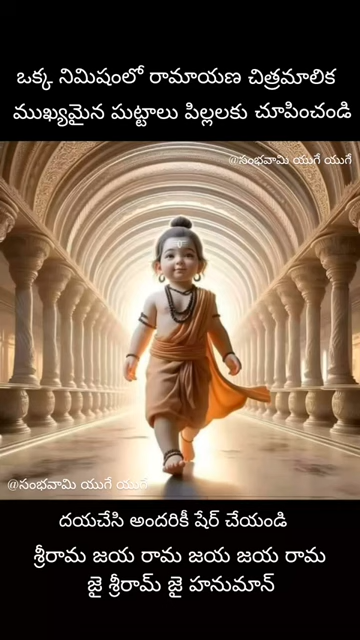 ఒక్క నిమిషంలో రామాయణ చిత్రమాలిక
ముఖ్యమైన ఘట్టాలు పిల్లలకు చూపించండి
@సంభవామి యుగే యుగే
@సంభవామి యుగే యుగే
దయచేసి అందరికీ షేర్ చేయండి
శ్రీరామ జయ రామ జయ జయ రామ
జై శ్రీరామ్ జై హనుమాన్